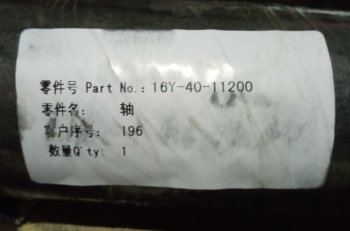 零件号 Part No.: 16Y-40-11200
零件名: 轴
客户序号: 196
数量Q'ty: 1